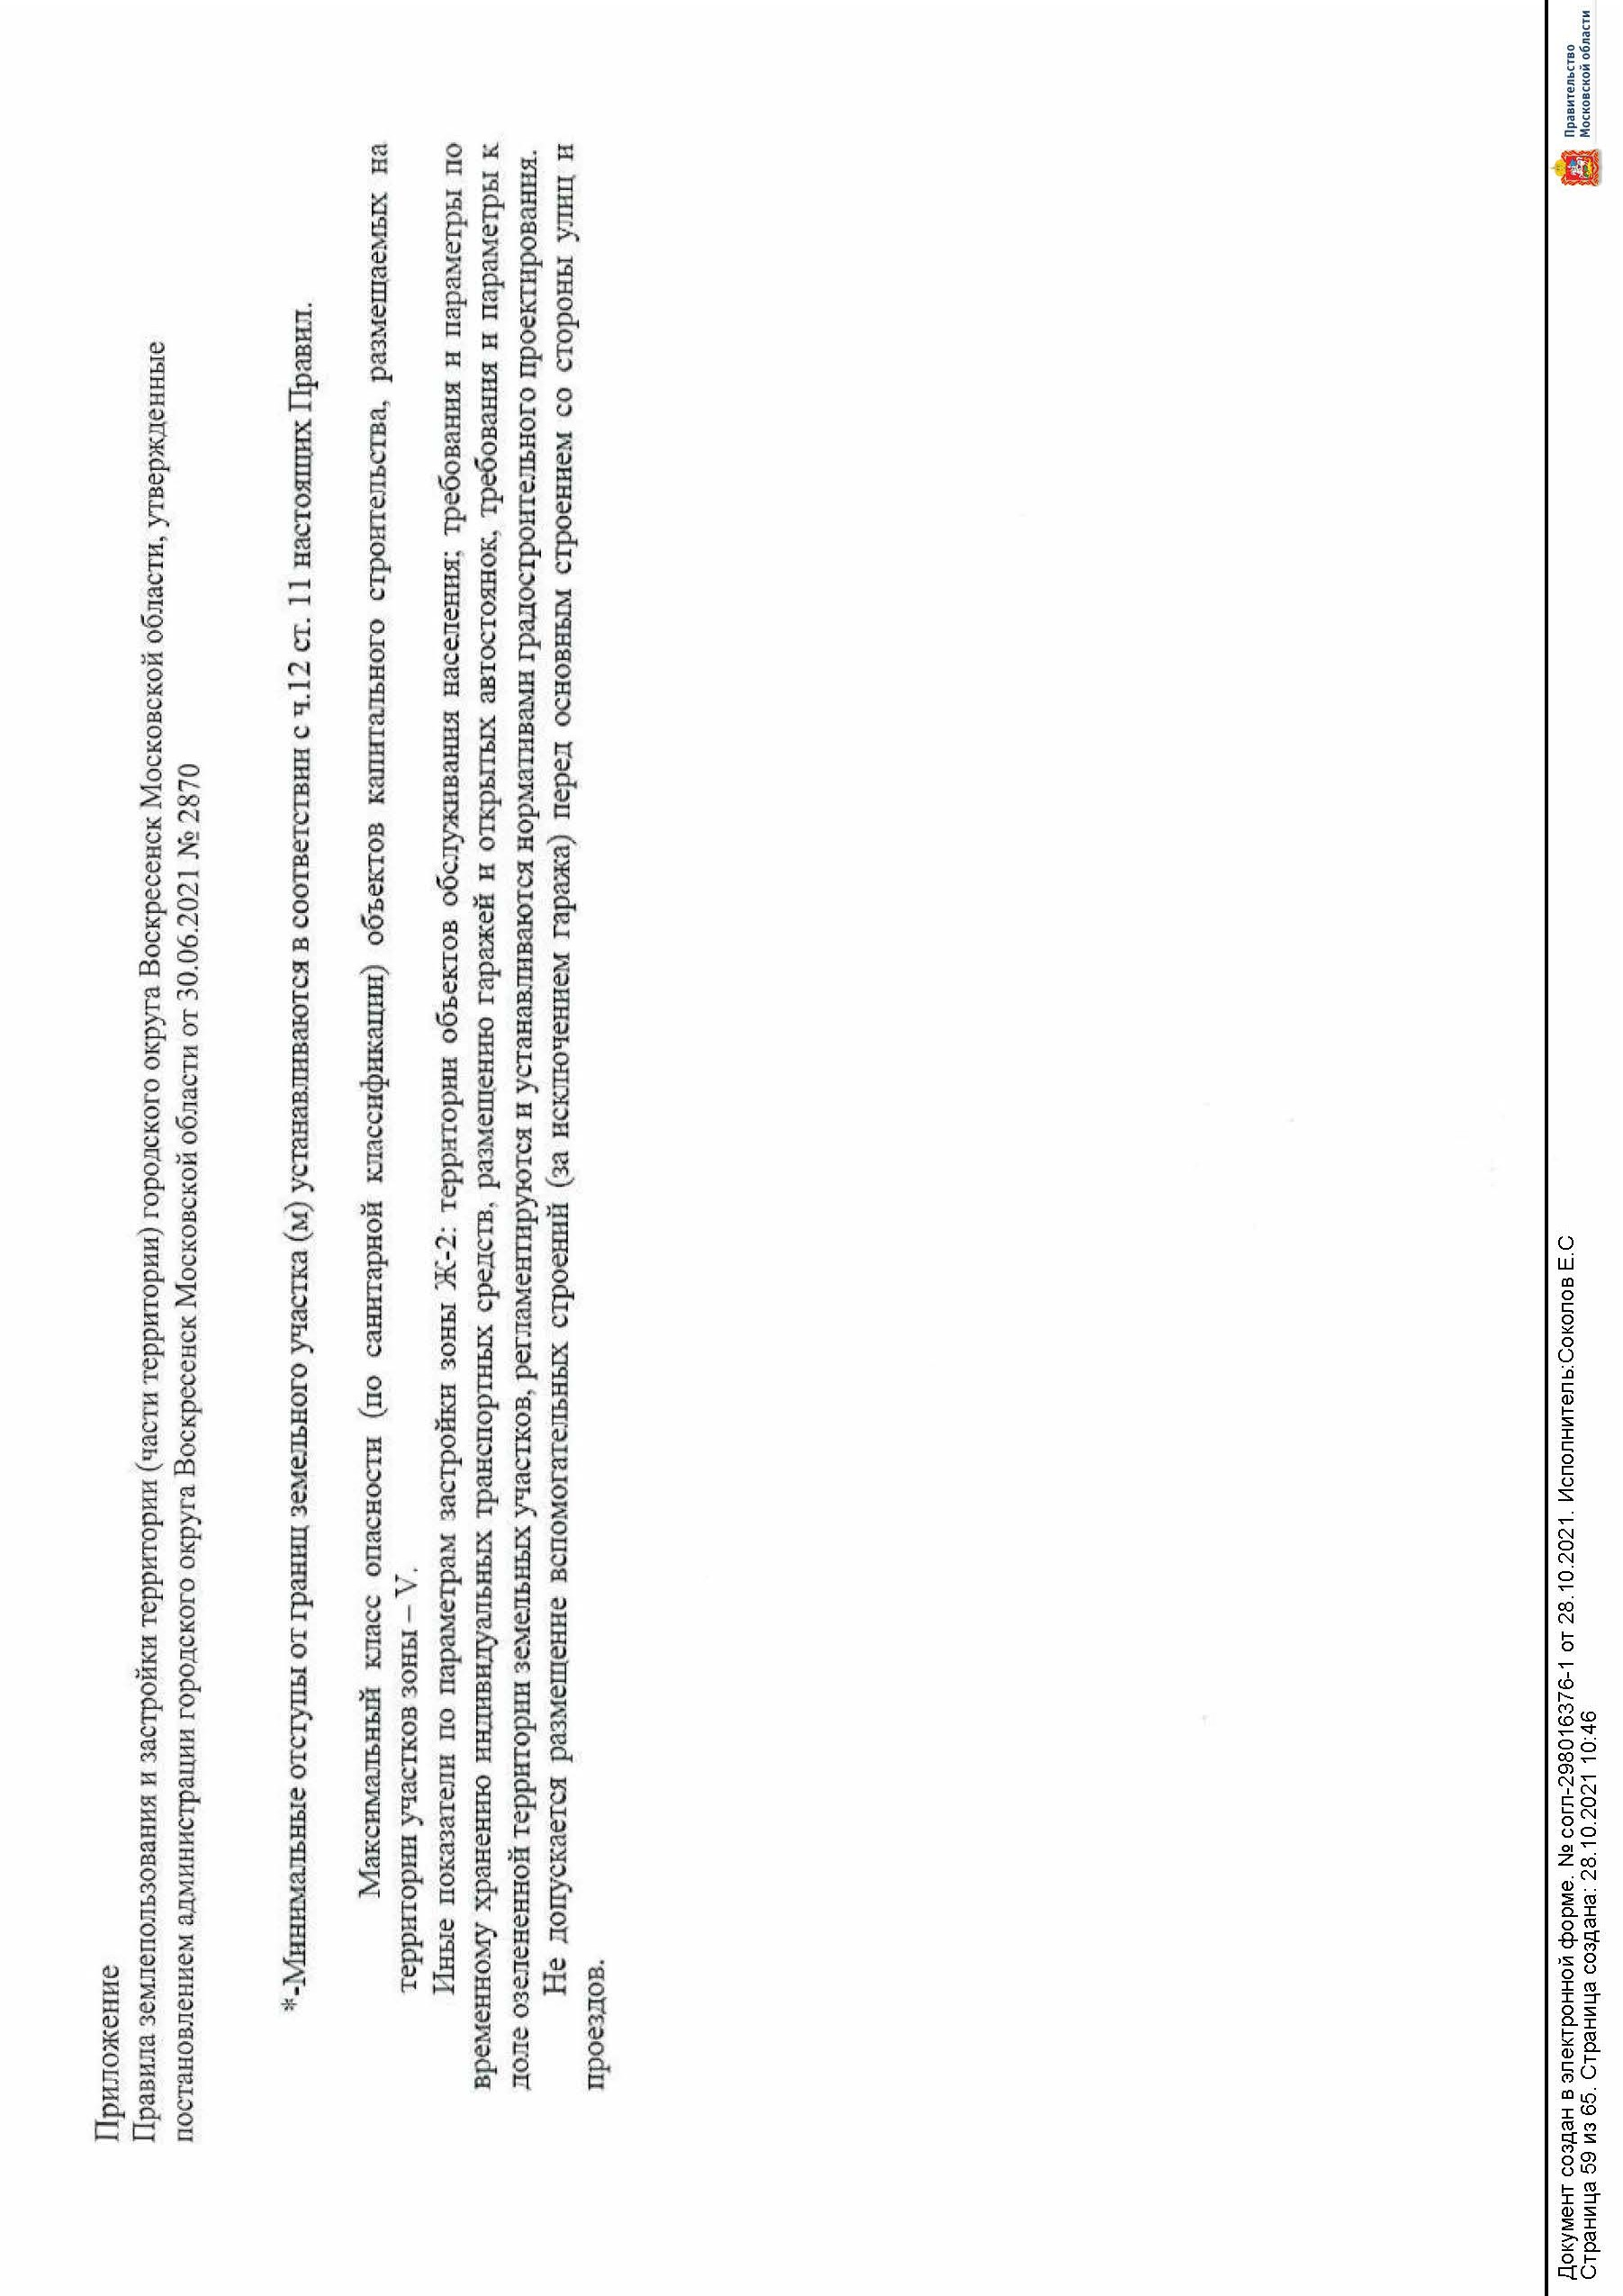 Приложение
Правила землепользования и застройки территории (части территории) городского округа Воскресенск Московской области, утвержденные
постановлением администрации городского округа Воскресенск Московской области от 30.06.2021 № 2870
*-Минимальные отступы от границ земельного участка (м) устанавливаются в соответствии с ч.12 ст. 11 настоящих Правил.
Максимальный класс опасности (по санитарной классификации) объектов капитального строительства, размещаемых на
территории участков зоны – V.
Иные показатели по параметрам застройки зоны Ж-2: территории объектов обслуживания населения; требования и параметры по
временному хранению индивидуальных транспортных средств, размещению гаражей и открытых автостоянок, требования и параметры к
доле озелененной территории земельных участков, регламентируются и устанавливаются нормативами градостроительного проектирования.
Не допускается размещение вспомогательных строений (за исключением гаража) перед основным строением со стороны улиц и
проездов.
Документ создан в электронной форме. № согл-298016376-1 от 28.10.2021. Исполнитель:Соколов Е.С
Страница 59 из 65. Страница создана: 28.10.2021 10:46
Правительство
Московской области